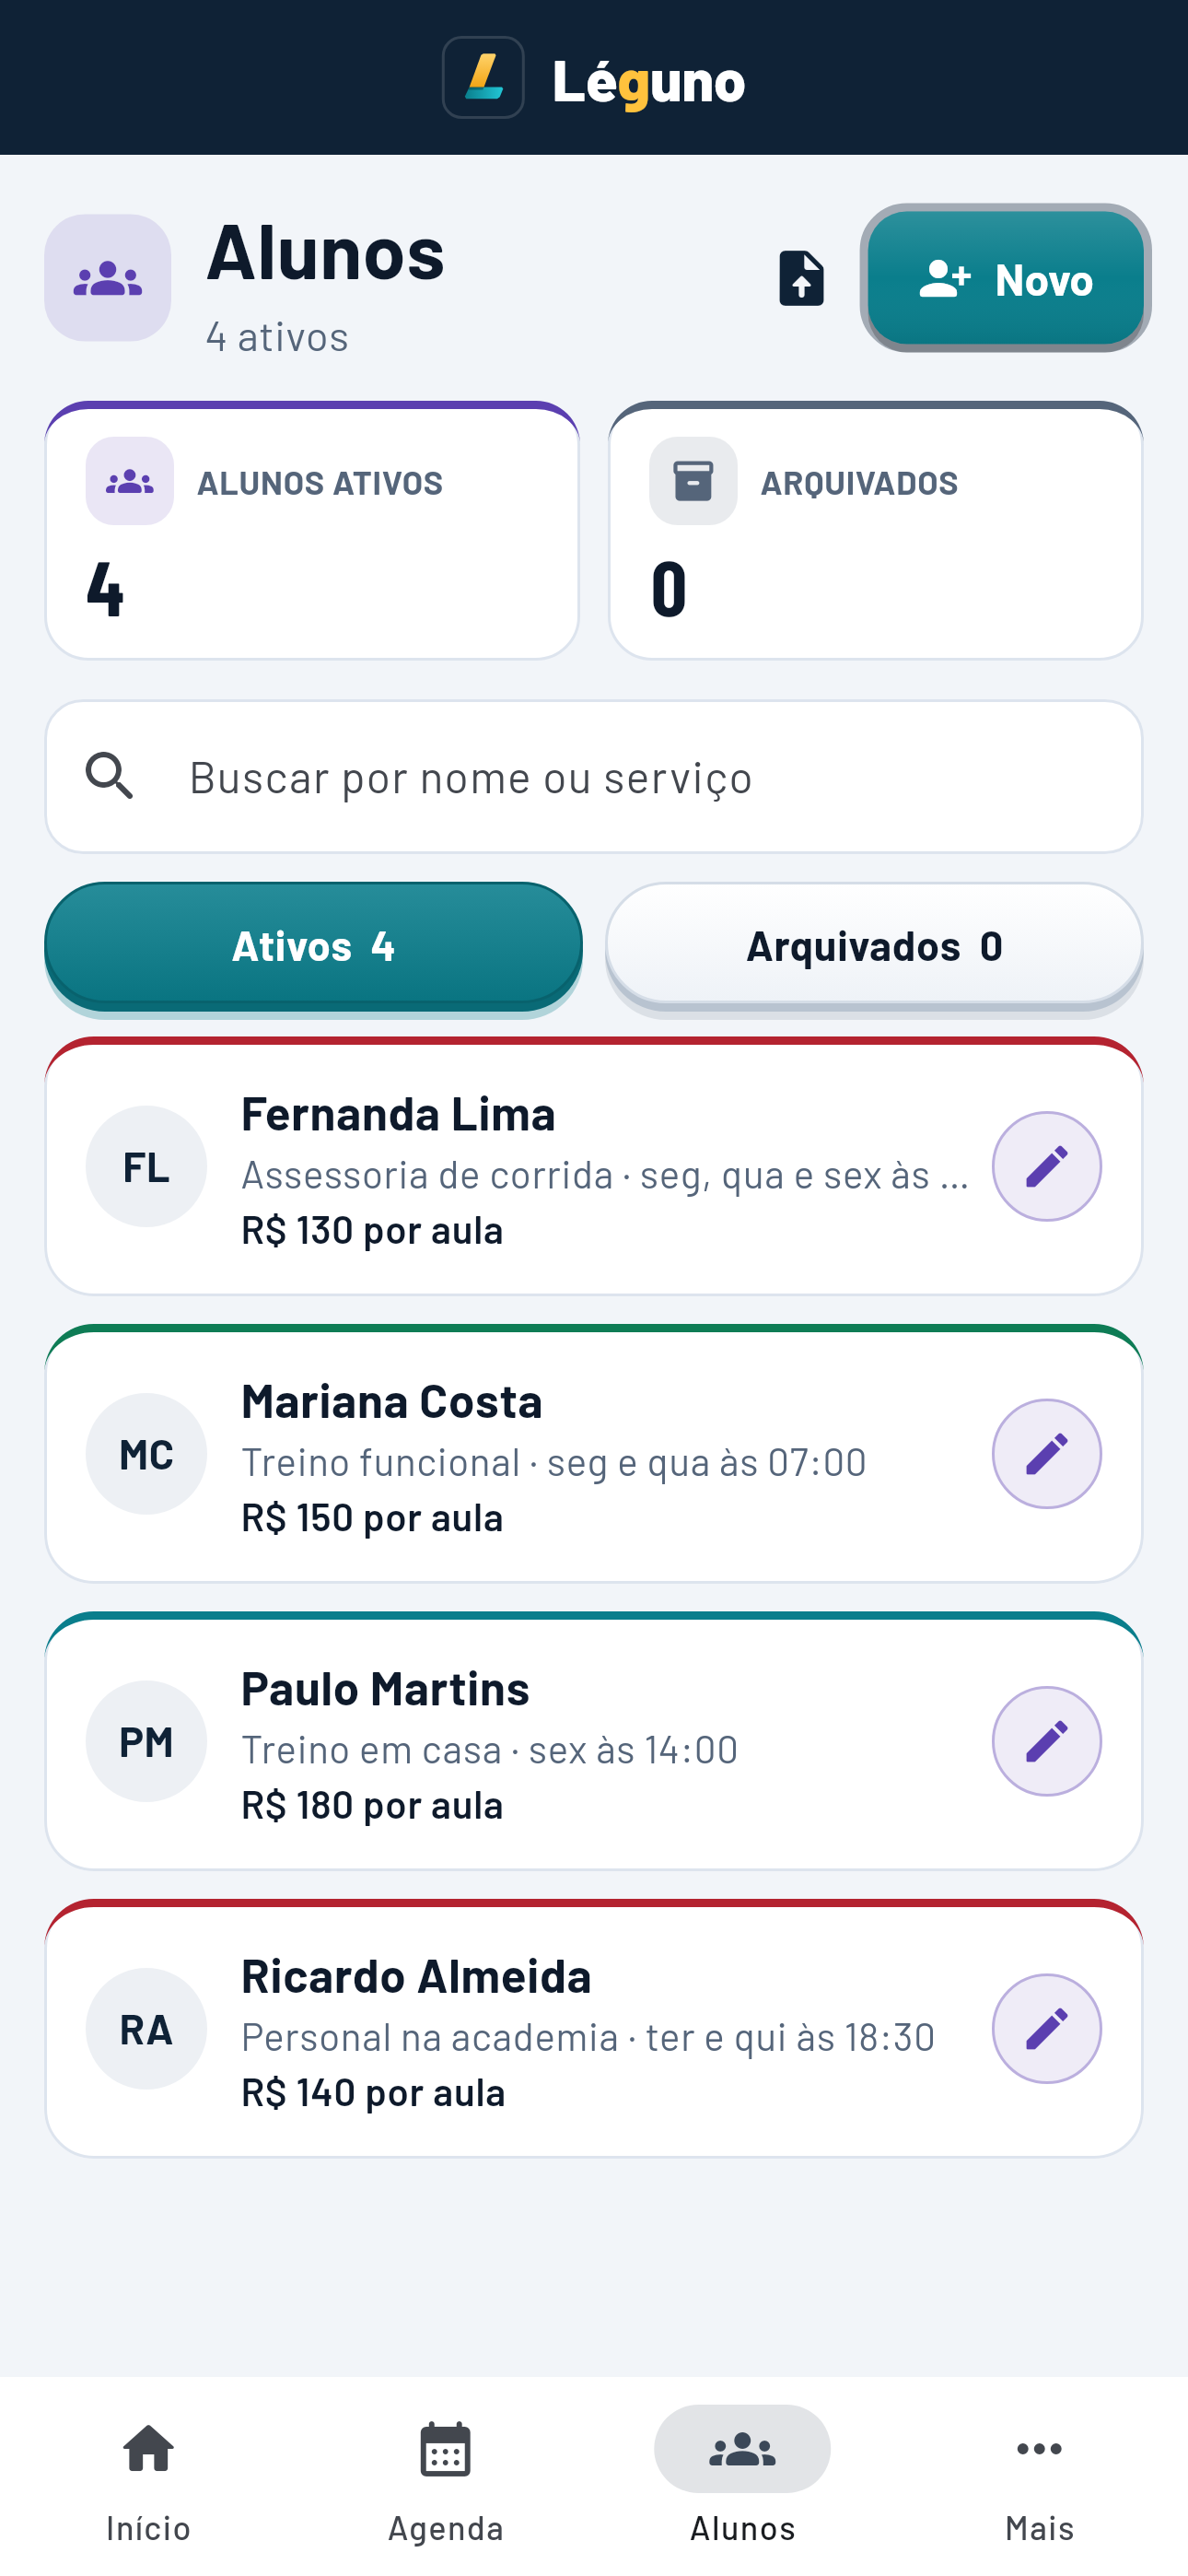 Léguno
Alunos
4 ativos
Novo
ALUNOS ATIVOS
4
ARQUIVADOS
0
Buscar por nome ou serviço
Ativos 4
Arquivados 0
FL
Fernanda Lima
Assessoria de corrida · seg, qua e sex às ...
R$ 130 por aula
MC
Mariana Costa
Treino funcional · seg e qua às 07:00
R$ 150 por aula
PM
Paulo Martins
Treino em casa · sex às 14:00
R$ 180 por aula
RA
Ricardo Almeida
Personal na academia · ter e qui às 18:30
R$ 140 por aula
Início
Agenda
Alunos
Mais